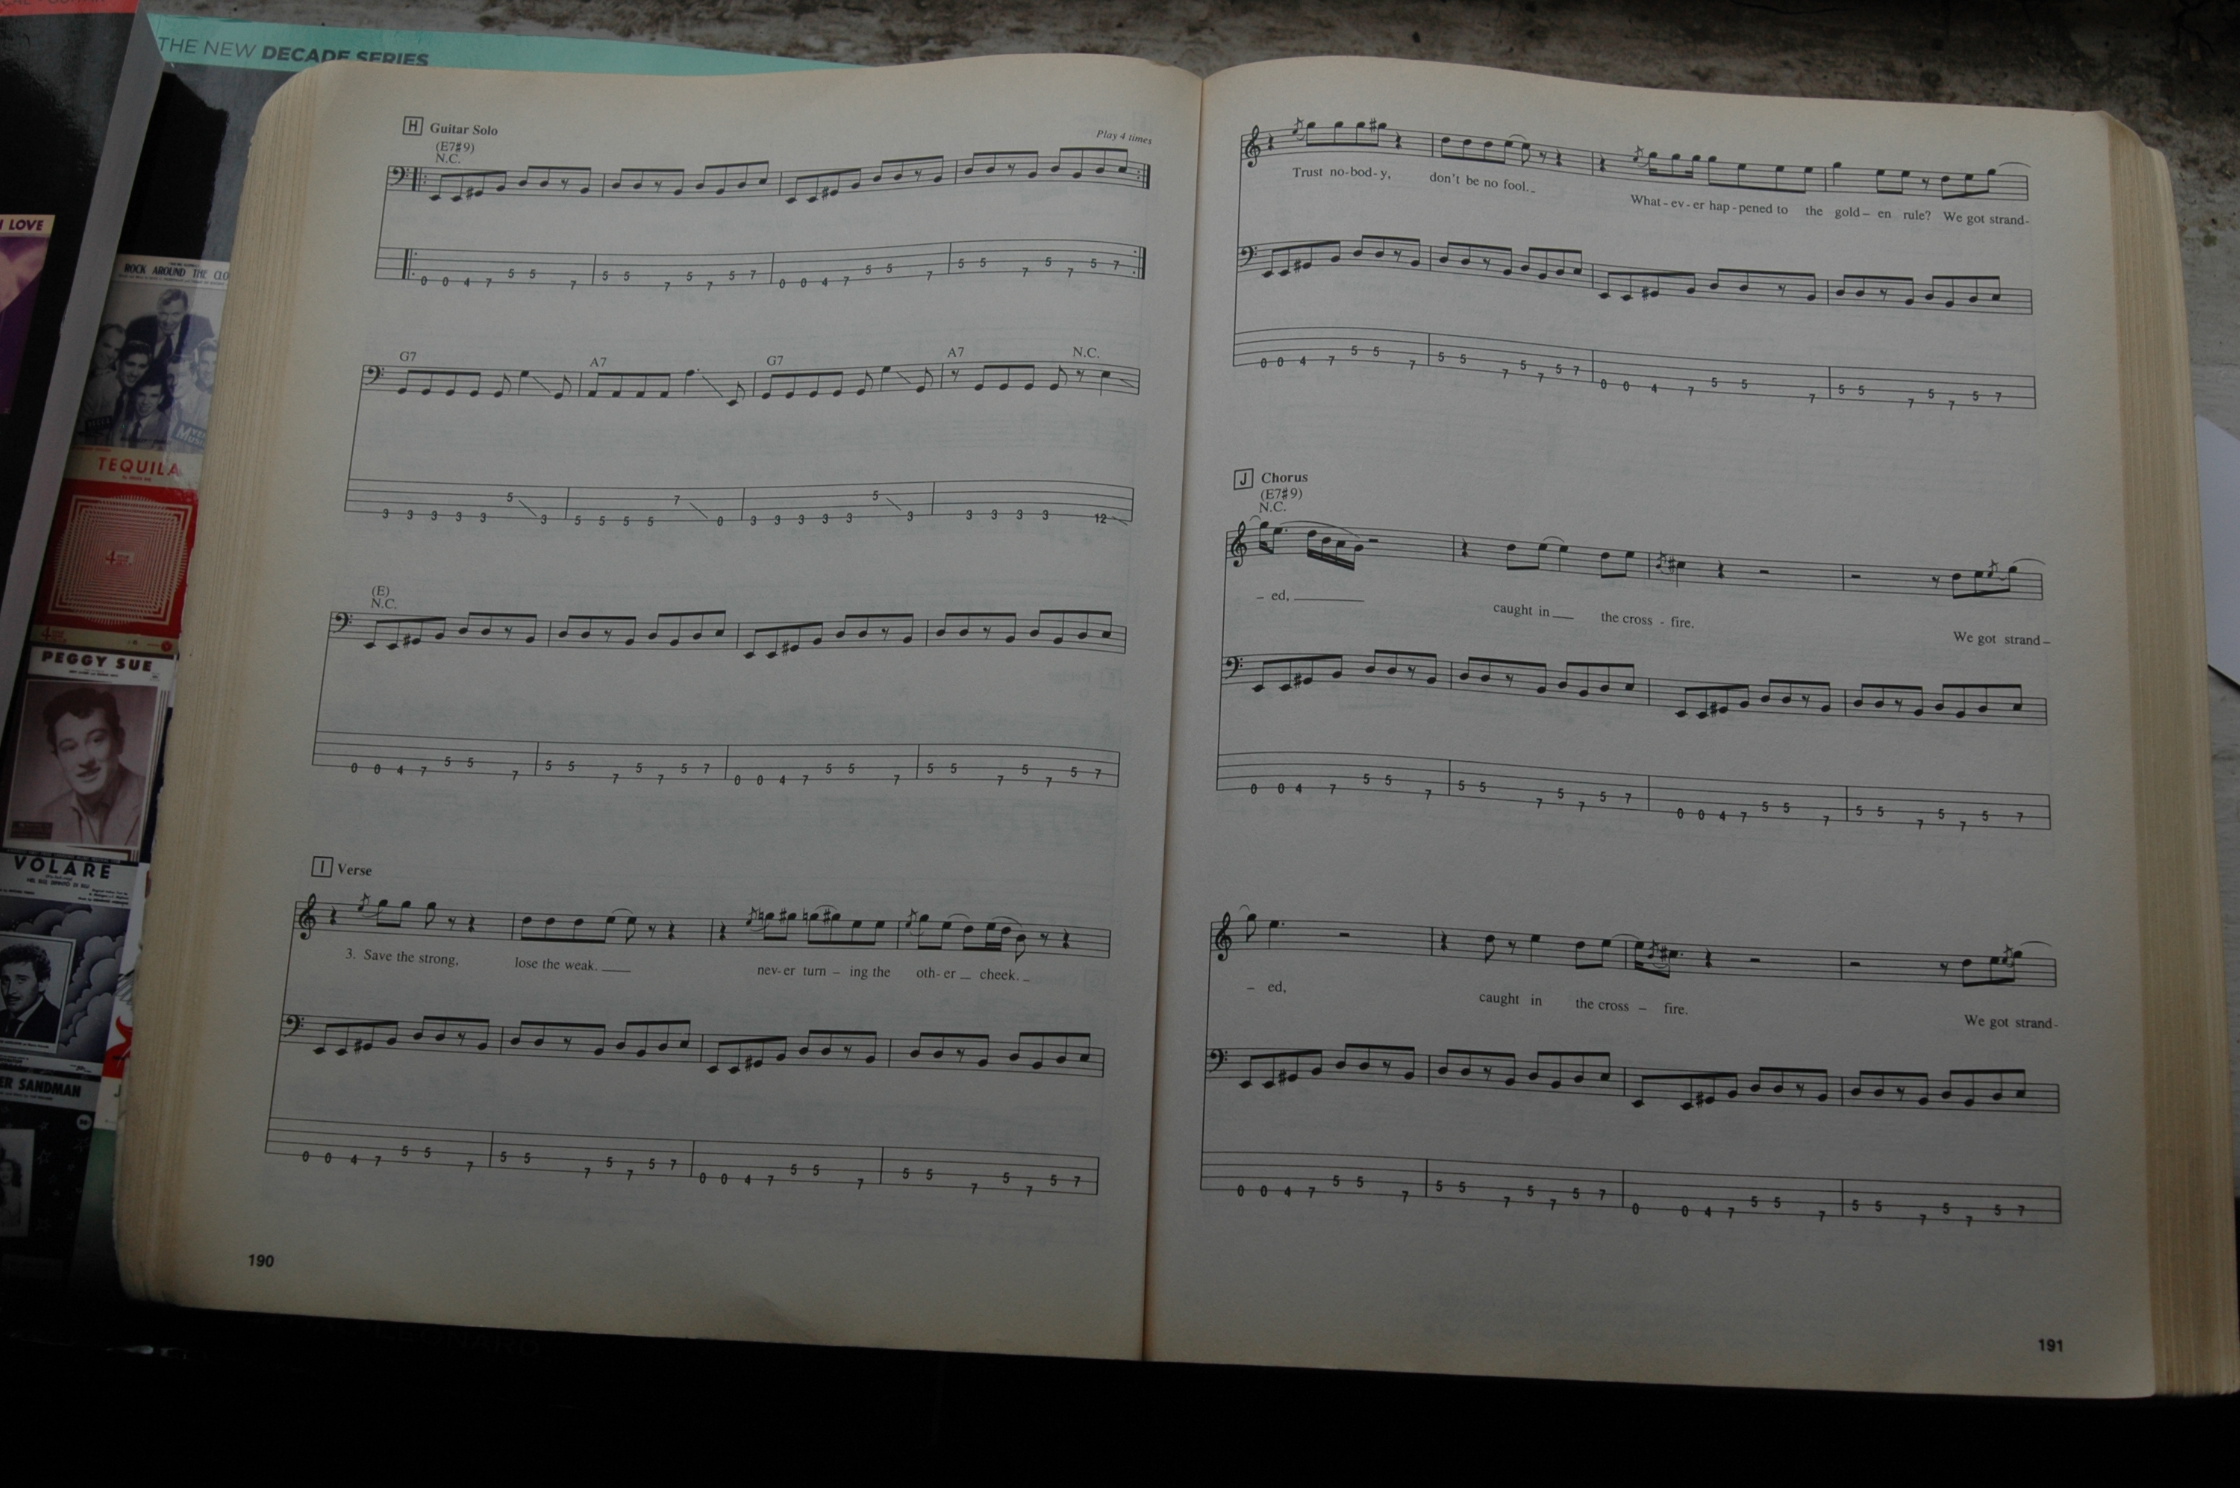 THE NEW DECADE SERIES
I LOVE
ROCK AROUND THE CLO
TEQUILA
PEGGY SUE
VOLARE
ER SANDMAN
H Guitar Solo
(E7#9)
N.C.
Play 4 times
0 0 4 7 5 5 7 5 5 7 5 7 5 7 0 0 4 7 5 5 7 5 5 7 5 7 5 7
G7 A7 G7 A7 N.C.
3 3 3 3 3 5 3 5 5 5 5 7 0 3 3 3 3 3 5 3 3 3 3 3 12
(E)
N.C.
0 0 4 7 5 5 7 5 5 7 5 7 5 7 0 0 4 7 5 5 7 5 5 7 5 7 5 7
I Verse
3. Save the strong, lose the weak. nev-er turn – ing the oth-er cheek.
0 0 4 7 5 5 7 5 5 7 5 7 5 7 0 0 4 7 5 5 7 5 5 7 5 7 5 7
190
Trust no-bod-y, don't be no fool. What-ev-er hap-pened to the gold-en rule? We got strand-
0 0 4 7 5 5 7 5 5 7 5 7 5 7 0 0 4 7 5 5 7 5 5 7 5 7 5 7
J Chorus
(E7#9)
N.C.
- ed, caught in the cross - fire. We got strand-
0 0 4 7 5 5 7 5 5 7 5 7 5 7 0 0 4 7 5 5 7 5 5 7 5 7 5 7
- ed, caught in the cross - fire. We got strand-
0 0 4 7 5 5 7 5 5 7 5 7 5 7 0 0 4 7 5 5 7 5 5 7 5 7 5 7
191